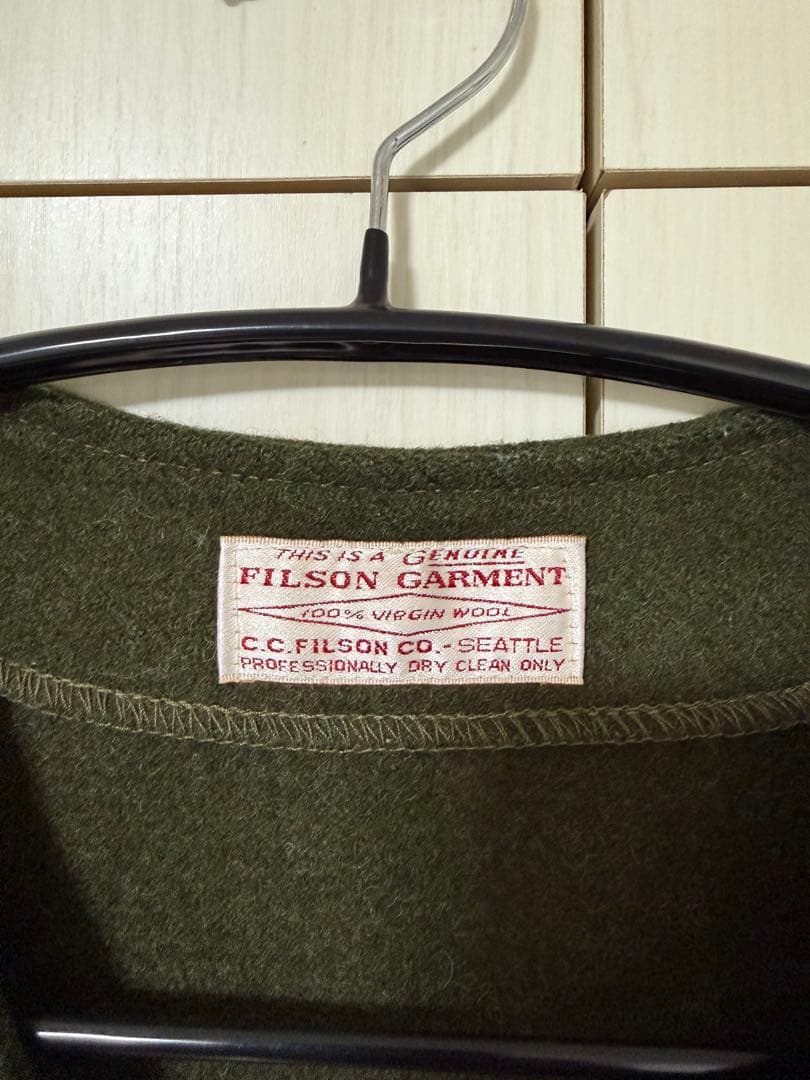 THIS IS A GENUINE
FILSON GARMENT
100% VIRGIN WOOL
C.C. FILSON CO. - SEATTLE
PROFESSIONALLY DRY CLEAN ONLY